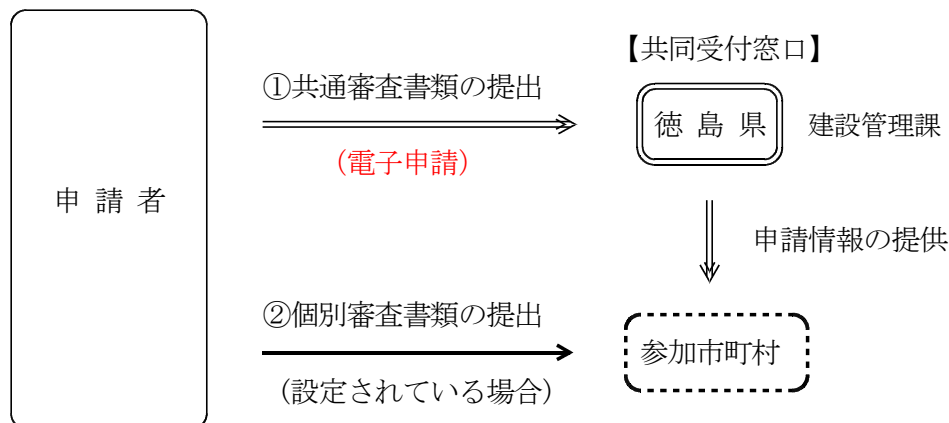 【共同受付窓口】
①共通審査書類の提出
徳 島 県
建設管理課
(電子申請)
申 請 者
申請情報の提供
②個別審査書類の提出
参加市町村
(設定されている場合)